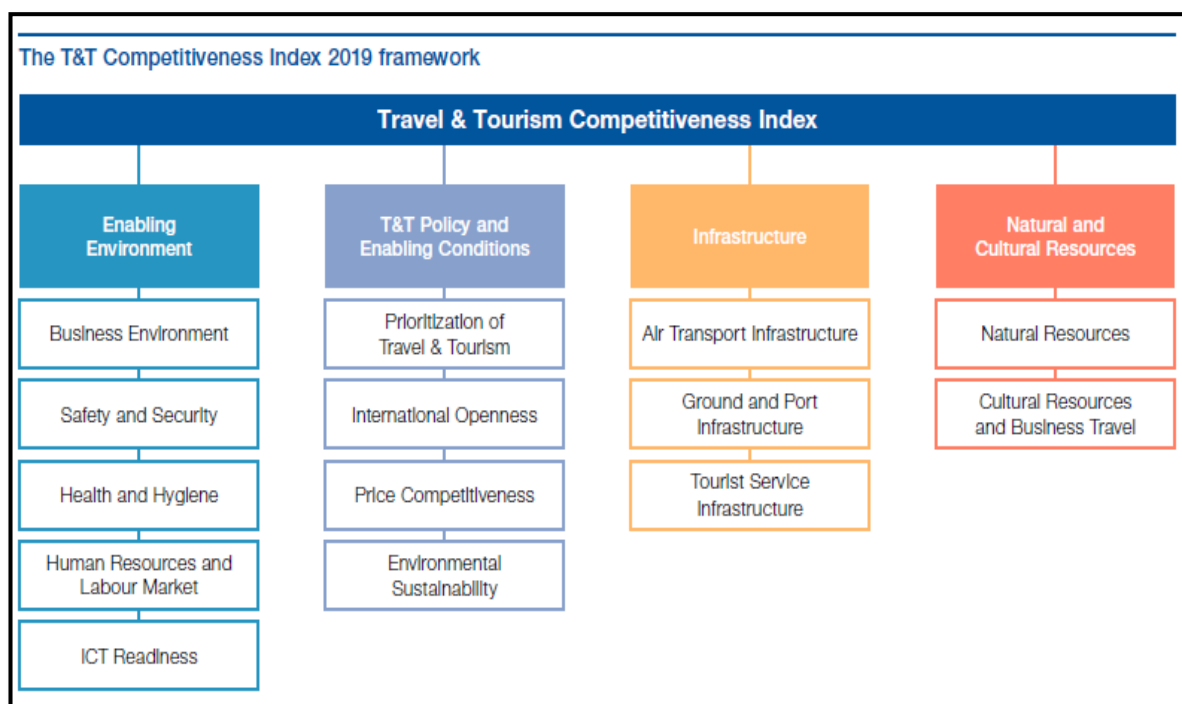 The T&T Competitiveness Index 2019 framework
Travel & Tourism Competitiveness Index
Enabling
Environment
Business Environment
Safety and Security
Health and Hygiene
Human Resources and
Labour Market
ICT Readiness
T&T Policy and
Enabling Conditions
Prioritization of
Travel & Tourism
International Openness
Price Competitiveness
Environmental
Sustainability
Infrastructure
Air Transport Infrastructure
Ground and Port
Infrastructure
Tourist Service
Infrastructure
Natural and
Cultural Resources
Natural Resources
Cultural Resources
and Business Travel